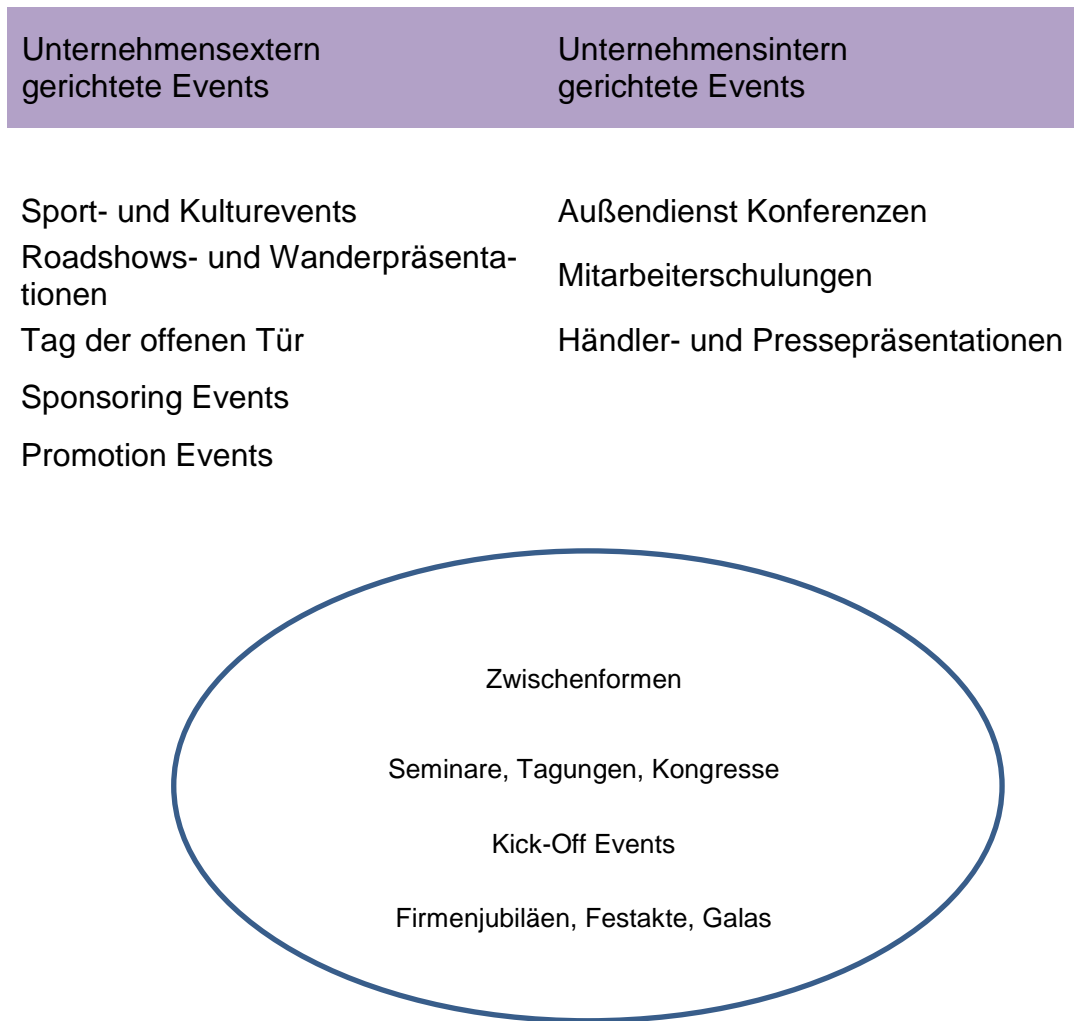 Unternehmensextern
gerichtete Events
Unternehmensintern
gerichtete Events
Sport- und Kulturevents
Außendienst Konferenzen
Roadshows- und Wanderpräsenta-
tionen
Mitarbeiterschulungen
Tag der offenen Tür
Händler- und Pressepräsentationen
Sponsoring Events
Promotion Events
Zwischenformen
Seminare, Tagungen, Kongresse
Kick-Off Events
Firmenjubiläen, Festakte, Galas